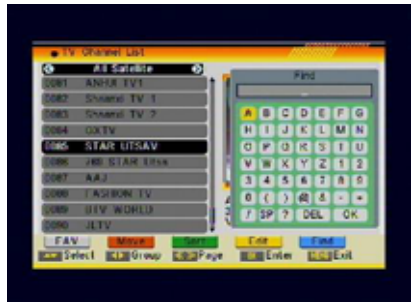 TV Channel List
All Satellite
Find
0081 ANHUI TV1
0082 Shaanxi TV 1
0083 Shaanxi TV 2
0084 GXTV
0085 STAR UTSAV
0086 STAR Utsa
0087 AAJ
0088 FASHION TV
0089 DTV WORLD
0090 JLTV
A B C D E F G
H I J K L M N
O P Q R S T U
V W X Y Z 1 2
3 4 5 6 7 8 9
0 ( ) @ & - +
/ SP ? DEL OK
FAV Move Sort Edit Find
Select Group Page Enter Exit